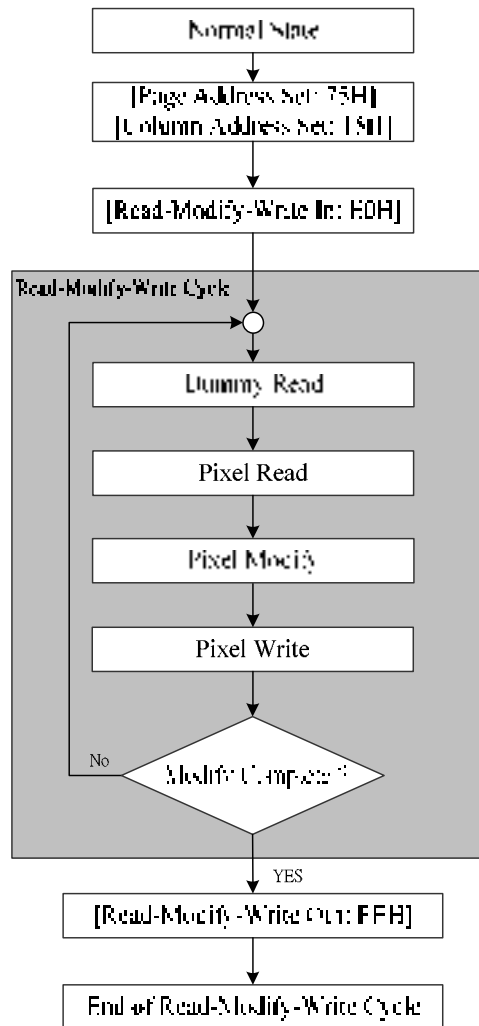 Normal State
[Page Address Set: 75H]
[Column Address Set: 15H]
[Read-Modify-Write In: E0H]
Read-Modify-Write Cycle
Dummy Read
Pixel Read
Pixel Modify
Pixel Write
Modify Complete?
No
YES
[Read-Modify-Write Out: EEH]
End of Read-Modify-Write Cycle